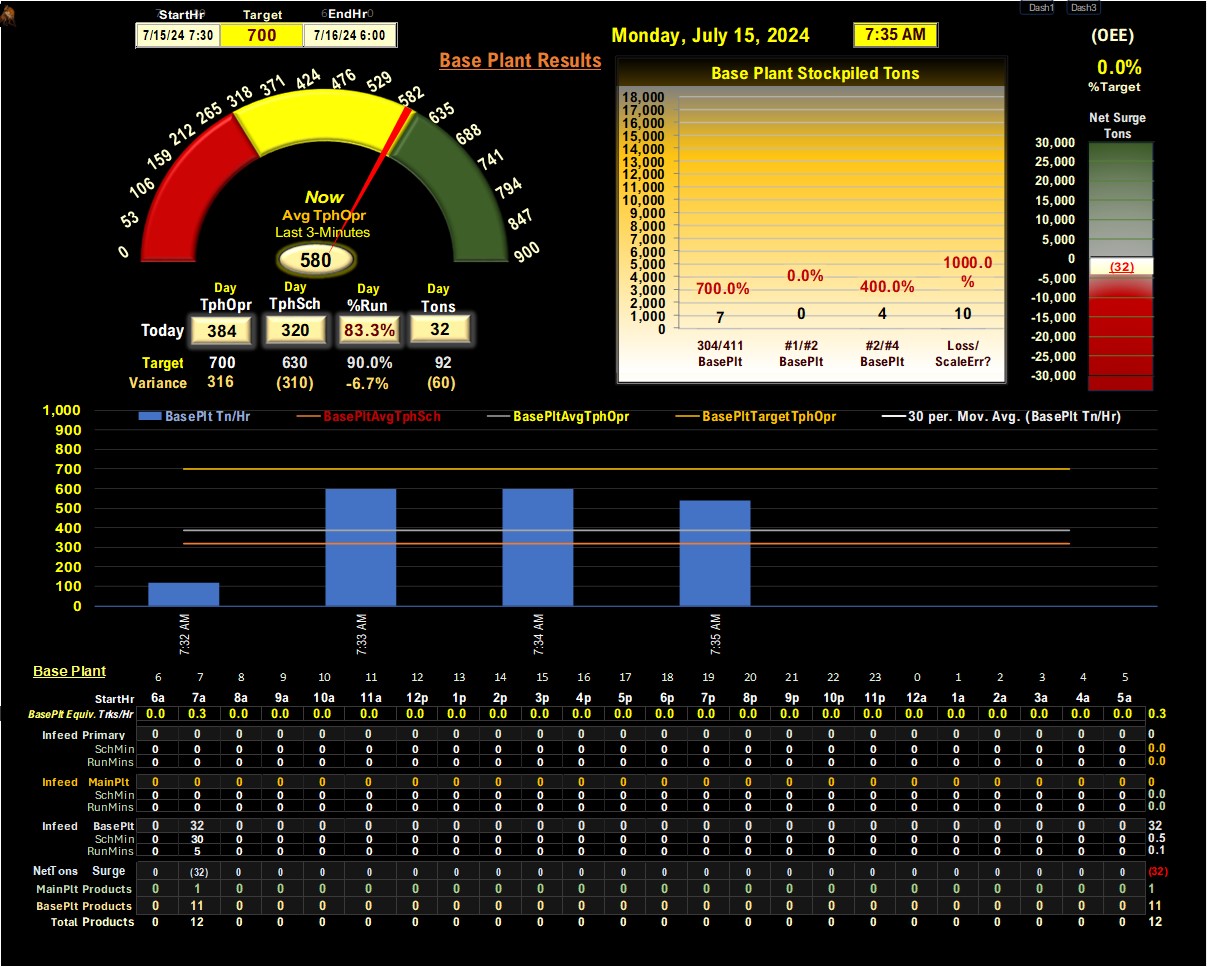 StartHr Target EndHr Dash1 Dash3
7/15/24 7:30 700 7/16/24 6:00 Monday, July 15, 2024 7:35 AM (OEE)
Base Plant Results
0.0%
%Target
Base Plant Stockpiled Tons
Net Surge
Tons
0 53 106 159 212 265 318 371 424 476 529 582 635 688 741 794 847 900
Now
Avg TphOpr
Last 3-Minutes
580
18,000
17,000
16,000
15,000
14,000
13,000
12,000
11,000
10,000
9,000
8,000
7,000
6,000
5,000
4,000
3,000
2,000
1,000
0
700.0% 0.0% 400.0% 1000.0
%
7 0 4 10
304/411 #1/#2 #2/#4 Loss/
BasePlt BasePlt BasePlt ScaleErr?
30,000
25,000
20,000
15,000
10,000
5,000
0
(32)
-5,000
-10,000
-15,000
-20,000
-25,000
-30,000
Day Day Day Day
TphOpr TphSch %Run Tons
Today 384 320 83.3% 32
Target 700 630 90.0% 92
Variance 316 (310) -6.7% (60)
BasePlt Tn/Hr BasePltAvgTphSch BasePltAvgTphOpr BasePltTargetTphOpr 30 per. Mov. Avg. (BasePlt Tn/Hr)
1,000
900
800
700
600
500
400
300
200
100
0
7:32 AM 7:33 AM 7:34 AM 7:35 AM
Base Plant 6 7 8 9 10 11 12 13 14 15 16 17 18 19 20 21 22 23 0 1 2 3 4 5
StartHr 6a 7a 8a 9a 10a 11a 12p 1p 2p 3p 4p 5p 6p 7p 8p 9p 10p 11p 12a 1a 2a 3a 4a 5a
BasePlt Equiv. Trks/Hr 0.0 0.3 0.0 0.0 0.0 0.0 0.0 0.0 0.0 0.0 0.0 0.0 0.0 0.0 0.0 0.0 0.0 0.0 0.0 0.0 0.0 0.0 0.0 0.0 0.3
Infeed Primary 0 0 0 0 0 0 0 0 0 0 0 0 0 0 0 0 0 0 0 0 0 0 0 0 0
SchMin 0 0 0 0 0 0 0 0 0 0 0 0 0 0 0 0 0 0 0 0 0 0 0 0 0.0
RunMins 0 0 0 0 0 0 0 0 0 0 0 0 0 0 0 0 0 0 0 0 0 0 0 0 0.0
Infeed MainPlt 0 0 0 0 0 0 0 0 0 0 0 0 0 0 0 0 0 0 0 0 0 0 0 0 0
SchMin 0 0 0 0 0 0 0 0 0 0 0 0 0 0 0 0 0 0 0 0 0 0 0 0 0.0
RunMins 0 0 0 0 0 0 0 0 0 0 0 0 0 0 0 0 0 0 0 0 0 0 0 0 0.0
Infeed BasePlt 0 32 0 0 0 0 0 0 0 0 0 0 0 0 0 0 0 0 0 0 0 0 0 0 32
SchMin 0 30 0 0 0 0 0 0 0 0 0 0 0 0 0 0 0 0 0 0 0 0 0 0 0.5
RunMins 0 5 0 0 0 0 0 0 0 0 0 0 0 0 0 0 0 0 0 0 0 0 0 0 0.1
NetTons Surge 0 (32) 0 0 0 0 0 0 0 0 0 0 0 0 0 0 0 0 0 0 0 0 0 0 (32)
MainPlt Products 0 1 0 0 0 0 0 0 0 0 0 0 0 0 0 0 0 0 0 0 0 0 0 0 1
BasePlt Products 0 11 0 0 0 0 0 0 0 0 0 0 0 0 0 0 0 0 0 0 0 0 0 0 11
Total Products 0 12 0 0 0 0 0 0 0 0 0 0 0 0 0 0 0 0 0 0 0 0 0 0 12